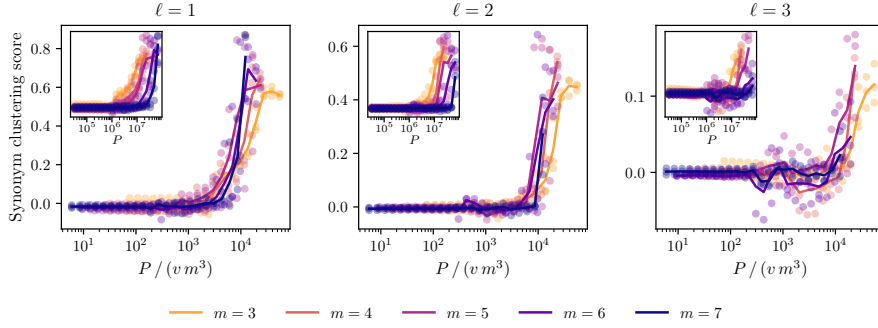 ℓ = 1
ℓ = 2
ℓ = 3
Synonym clustering score
0.8
0.6
0.4
0.2
0.0
10^5 10^6 10^7
P
10^1 10^2 10^3 10^4
P / (v m^3)
0.6
0.4
0.2
0.0
10^5 10^6 10^7
P
10^1 10^2 10^3 10^4
P / (v m^3)
0.1
0.0
10^5 10^6 10^7
P
10^1 10^2 10^3 10^4
P / (v m^3)
m = 3 m = 4 m = 5 m = 6 m = 7